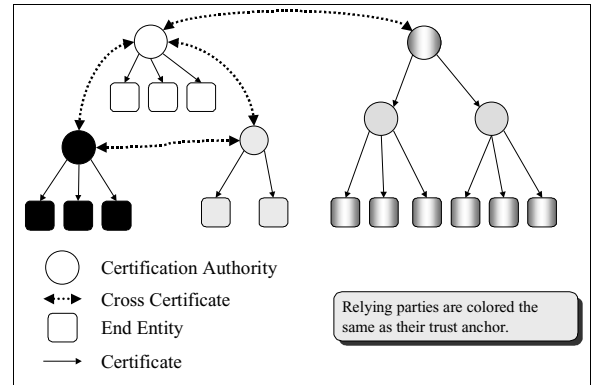 Certification Authority
Cross Certificate
End Entity
Certificate
Relying parties are colored the
same as their trust anchor.